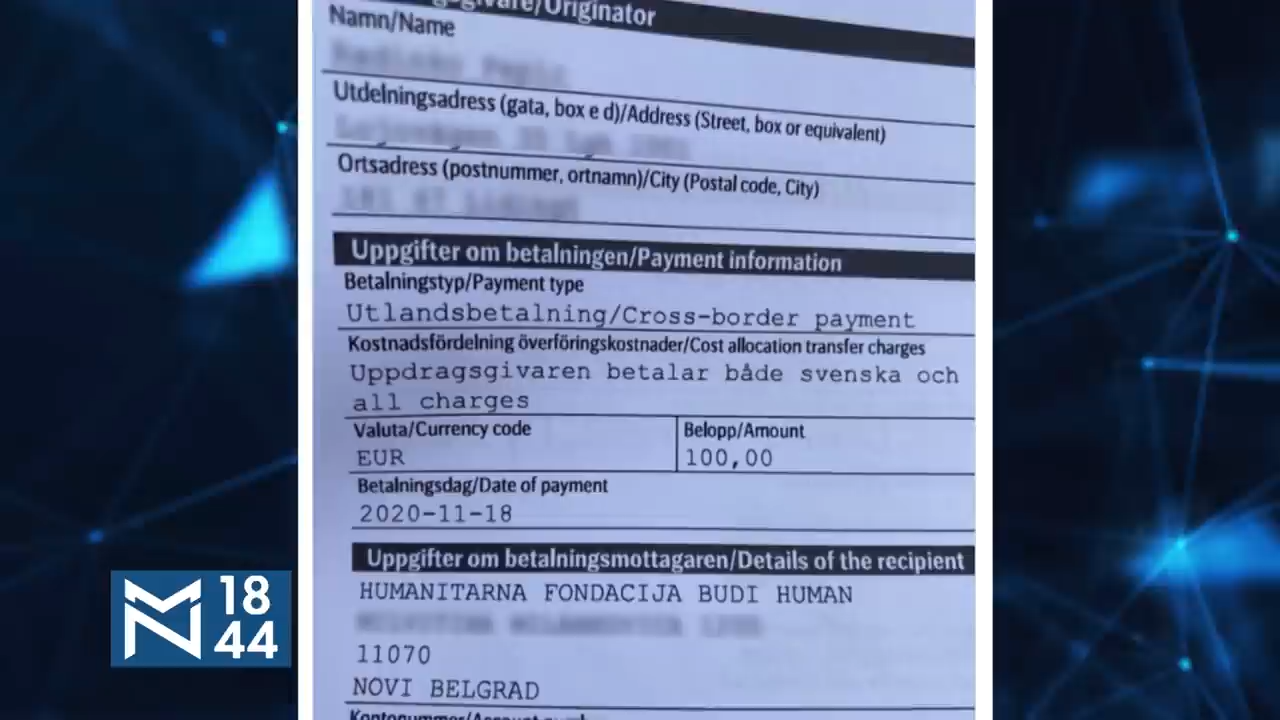 Namn/Name
Utdelningsadress (gata, box e d)/Address (Street, box or equivalent)
Ortsadress (postnummer, ortnamn)/City (Postal code, City)
Uppgifter om betalningen/Payment information
Betalningstyp/Payment type
Utlandsbetalning/Cross-border payment
Kostnadsfördelning överföringskostnader/Cost allocation transfer charges
Uppdragsgivaren betalar både svenska och
all charges
Valuta/Currency code Belopp/Amount
EUR 100,00
Betalningsdag/Date of payment
2020-11-18
Uppgifter om betalningsmottagaren/Details of the recipient
HUMANITARNA FONDACIJA BUDI HUMAN
11070
NOVI BELGRAD
18
44